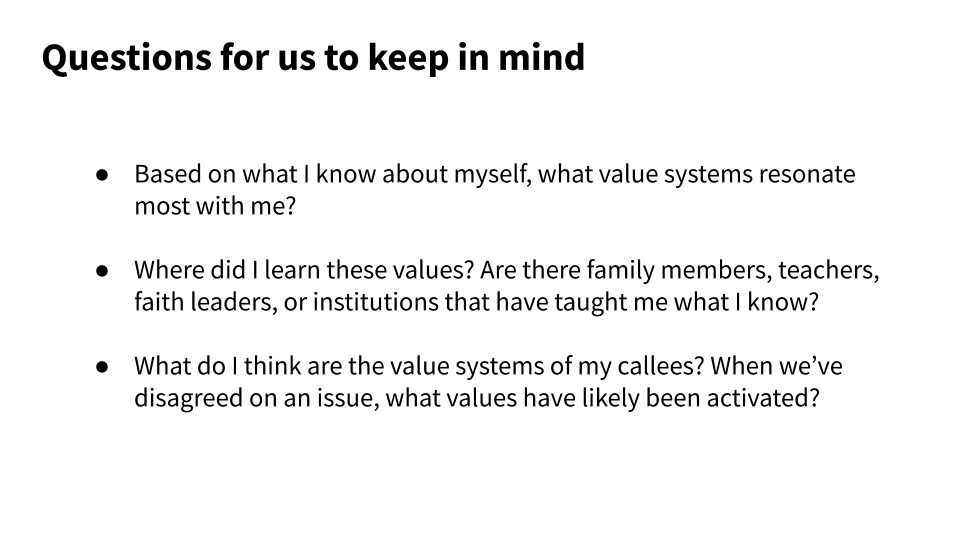 Questions for us to keep in mind
● Based on what I know about myself, what value systems resonate
most with me?
● Where did I learn these values? Are there family members, teachers,
faith leaders, or institutions that have taught me what I know?
● What do I think are the value systems of my callees? When we’ve
disagreed on an issue, what values have likely been activated?